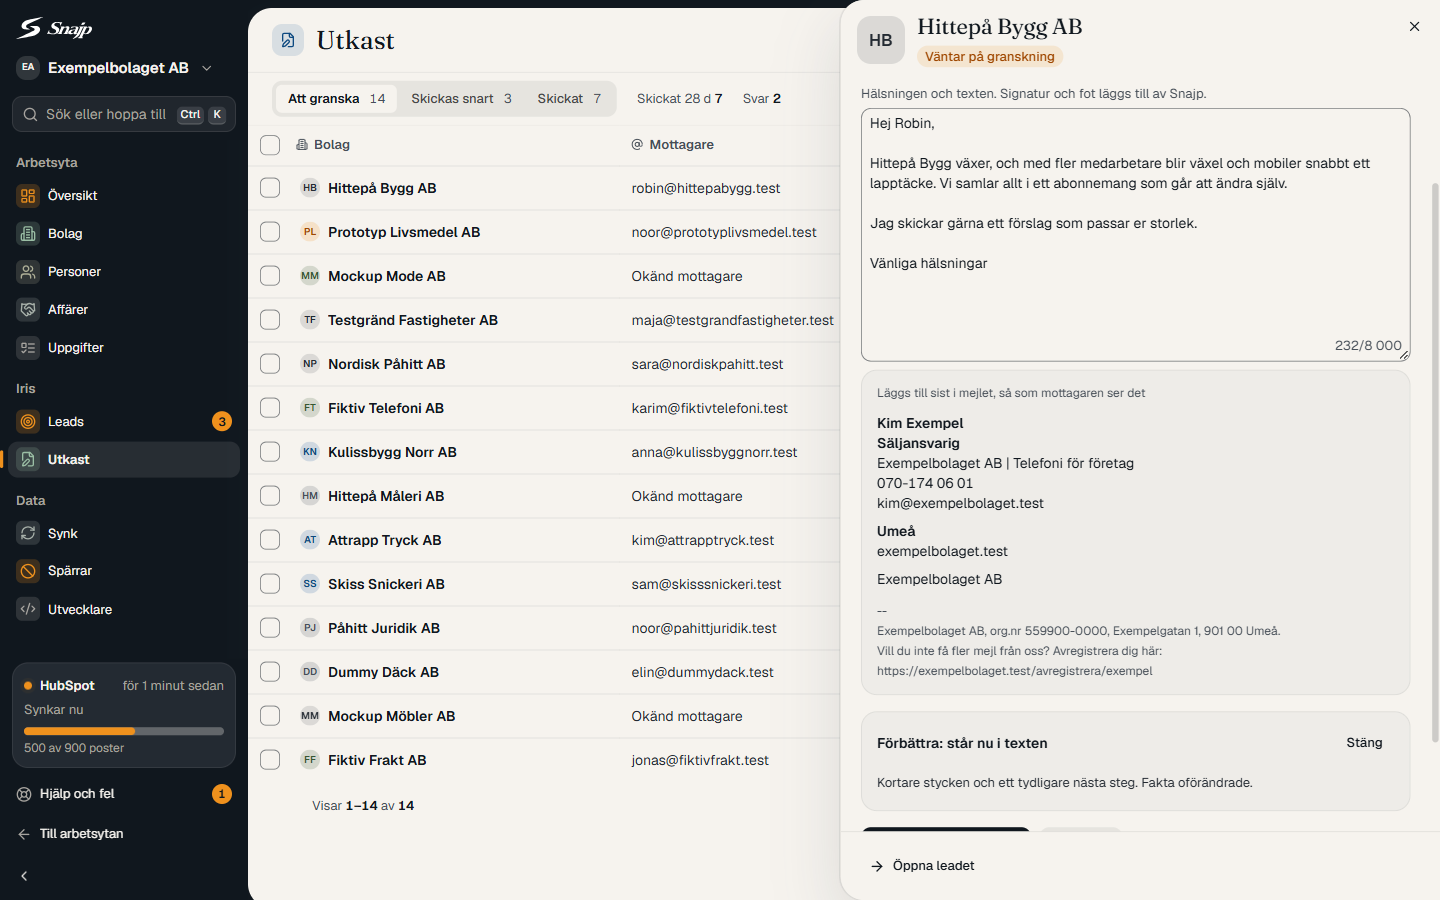 Snajp
EA Exempelbolaget AB
Sök eller hoppa till Ctrl K
Arbetsyta
Översikt
Bolag
Personer
Affärer
Uppgifter
Iris
Leads 3
Utkast
Data
Synk
Spärrar
Utvecklare
HubSpot för 1 minut sedan
Synkar nu
500 av 900 poster
Hjälp och fel 1
Till arbetsytan
Utkast
Att granska 14 Skickas snart 3 Skickat 7 Skickat 28 d 7 Svar 2
Bolag Mottagare
HB Hittepå Bygg AB robin@hittepabygg.test
PL Prototyp Livsmedel AB noor@prototyplivsmedel.test
MM Mockup Mode AB Okänd mottagare
TF Testgränd Fastigheter AB maja@testgrandfastigheter.test
NP Nordisk Påhitt AB sara@nordiskpahitt.test
FT Fiktiv Telefoni AB karim@fiktivtelefoni.test
KN Kulissbygg Norr AB anna@kulissbyggnorr.test
HM Hittepå Måleri AB Okänd mottagare
AT Attrapp Tryck AB kim@attrapptryck.test
SS Skiss Snickeri AB sam@skisssnickeri.test
PJ Påhitt Juridik AB noor@pahittjuridik.test
DD Dummy Däck AB elin@dummydack.test
MM Mockup Möbler AB Okänd mottagare
FF Fiktiv Frakt AB jonas@fiktivfrakt.test
Visar 1–14 av 14
HB Hittepå Bygg AB
Väntar på granskning
Hälsningen och texten. Signatur och fot läggs till av Snajp.
Hej Robin,
Hittepå Bygg växer, och med fler medarbetare blir växel och mobiler snabbt ett
lapptäcke. Vi samlar allt i ett abonnemang som går att ändra själv.
Jag skickar gärna ett förslag som passar er storlek.
Vänliga hälsningar
232/8 000
Läggs till sist i mejlet, så som mottagaren ser det
Kim Exempel
Säljansvarig
Exempelbolaget AB | Telefoni för företag
070-174 06 01
kim@exempelbolaget.test
Umeå
exempelbolaget.test
Exempelbolaget AB
--
Exempelbolaget AB, org.nr 559900-0000, Exempelgatan 1, 901 00 Umeå.
Vill du inte få fler mejl från oss? Avregistrera dig här:
https://exempelbolaget.test/avregistrera/exempel
Förbättra: står nu i texten Stäng
Kortare stycken och ett tydligare nästa steg. Fakta oförändrade.
Öppna leadet